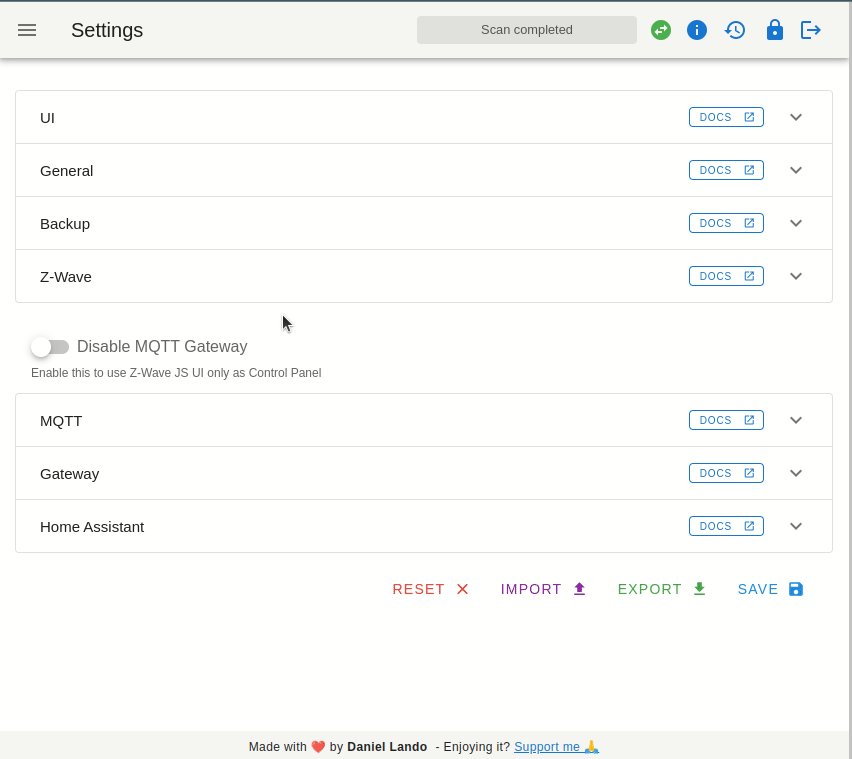 Settings
Scan completed
UI DOCS
General DOCS
Backup DOCS
Z-Wave DOCS
Disable MQTT Gateway
Enable this to use Z-Wave JS UI only as Control Panel
MQTT DOCS
Gateway DOCS
Home Assistant DOCS
RESET IMPORT EXPORT SAVE
Made with ❤️ by Daniel Lando - Enjoying it? Support me 🙏